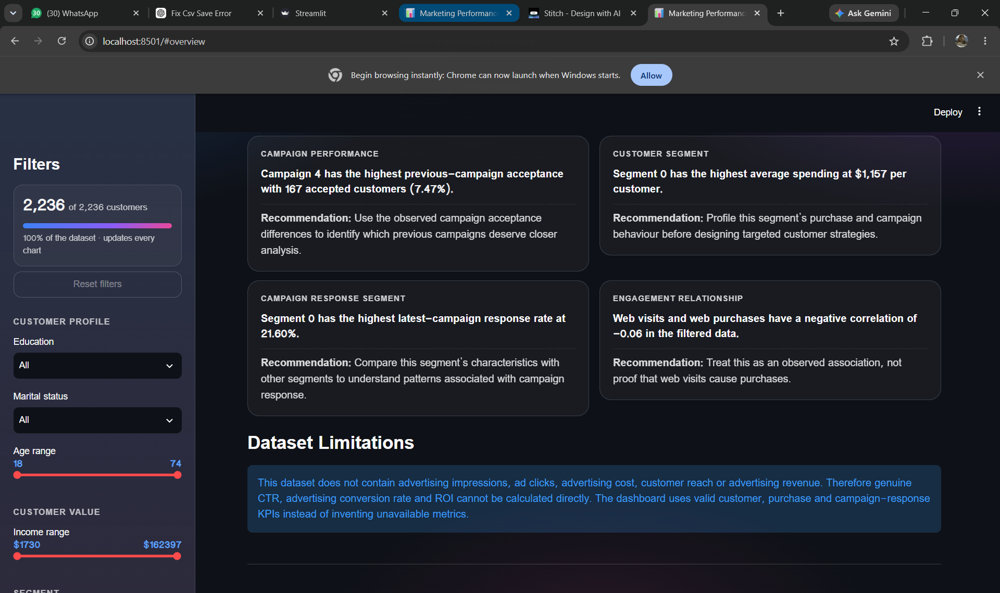 30
(30) WhatsApp
Fix Csv Save Error
Streamlit
Marketing Performanc
Stitch - Design with AI
Marketing Performanc
Ask Gemini
localhost:8501/#overview
Begin browsing instantly: Chrome can now launch when Windows starts.
Allow
Deploy
Filters
2,236 of 2,236 customers
100% of the dataset · updates every
chart
Reset filters
CUSTOMER PROFILE
Education
All
Marital status
All
Age range
18 74
CUSTOMER VALUE
Income range
$1730 $162397
SEGMENT
CAMPAIGN PERFORMANCE
Campaign 4 has the highest previous-campaign acceptance
with 167 accepted customers (7.47%).
Recommendation: Use the observed campaign acceptance
differences to identify which previous campaigns deserve closer
analysis.
CUSTOMER SEGMENT
Segment 0 has the highest average spending at $1,157 per
customer.
Recommendation: Profile this segment's purchase and campaign
behaviour before designing targeted customer strategies.
CAMPAIGN RESPONSE SEGMENT
Segment 0 has the highest latest-campaign response rate at
21.60%.
Recommendation: Compare this segment's characteristics with
other segments to understand patterns associated with campaign
response.
ENGAGEMENT RELATIONSHIP
Web visits and web purchases have a negative correlation of
-0.06 in the filtered data.
Recommendation: Treat this as an observed association, not
proof that web visits cause purchases.
Dataset Limitations
This dataset does not contain advertising impressions, ad clicks, advertising cost, customer reach or advertising revenue. Therefore genuine
CTR, advertising conversion rate and ROI cannot be calculated directly. The dashboard uses valid customer, purchase and campaign-response
KPIs instead of inventing unavailable metrics.